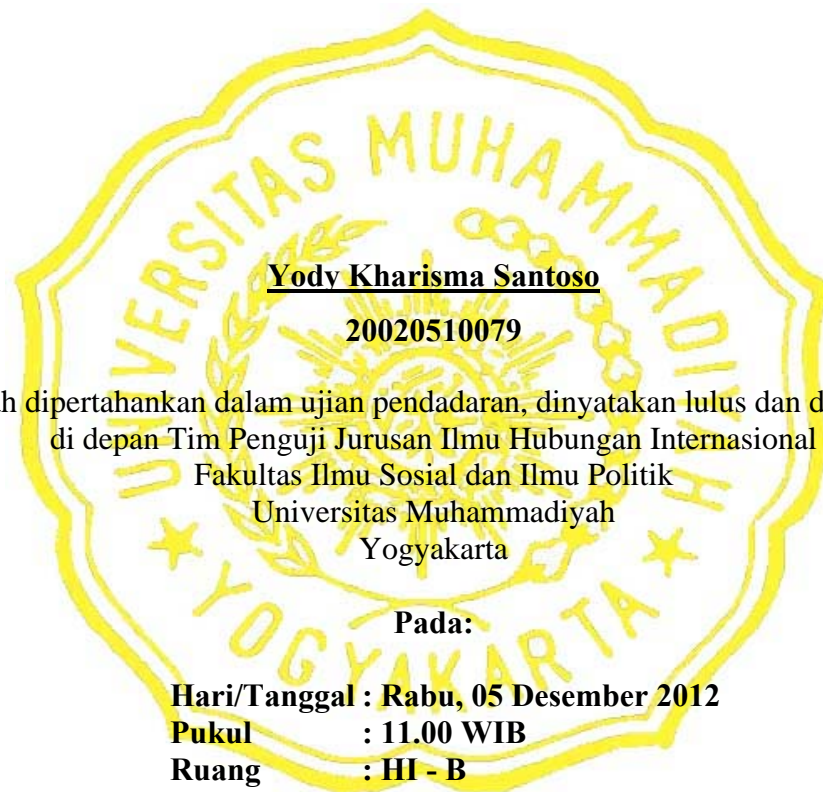 UNIVERSITAS MUHAMMADIYAH
YOGYAKARTA
Yody Kharisma Santoso
20020510079
dipertahankan dalam ujian pendadaran, dinyatakan lulus dan
di depan Tim Penguji Jurusan Ilmu Hubungan Internasional
Fakultas Ilmu Sosial dan Ilmu Politik
Universitas Muhammadiyah
Yogyakarta
Pada:
Hari/Tanggal : Rabu, 05 Desember 2012
Pukul : 11.00 WIB
Ruang : HI - B